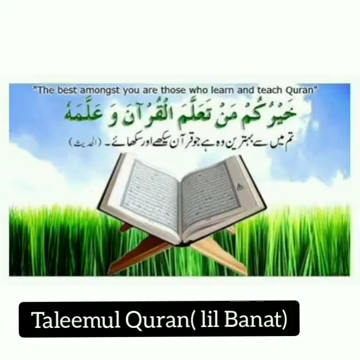 "The best amongst you are those who learn and teach Quran"
خَيْرُكُمْ مَنْ تَعَلَّمَ الْقُرْآنَ وَ عَلَّمَهٗ
تم میں سے بہترین وہ ہے جو قرآن سیکھے اور سکھائے۔ (الحدیث)
Taleemul Quran( lil Banat)